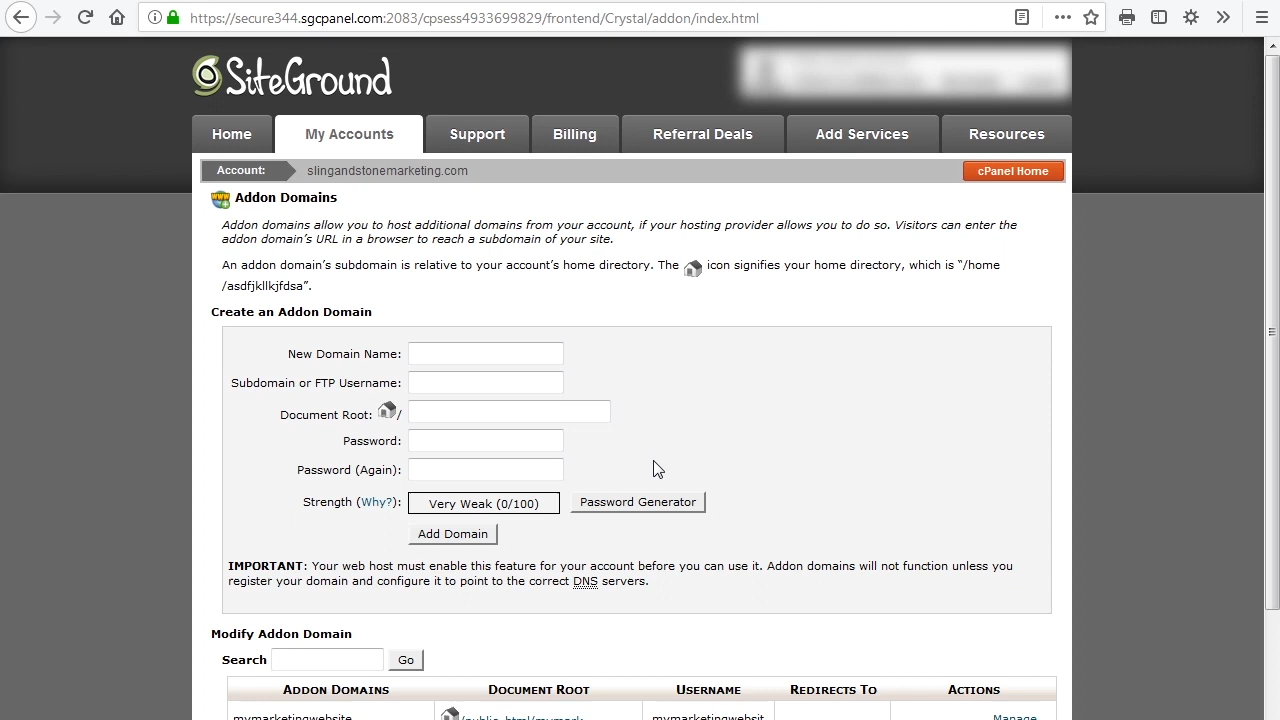 https://secure344.sgcpanel.com:2083/cpsess4933699829/frontend/Crystal/addon/index.html
SiteGround
Home My Accounts Support Billing Referral Deals Add Services Resources
Account: slingandstonemarketing.com cPanel Home
Addon Domains
Addon domains allow you to host additional domains from your account, if your hosting provider allows you to do so. Visitors can enter the
addon domain's URL in a browser to reach a subdomain of your site.
An addon domain's subdomain is relative to your account's home directory. The icon signifies your home directory, which is "/home
/asdfjkllkjfdsa".
Create an Addon Domain
New Domain Name:
Subdomain or FTP Username:
Document Root: /
Password:
Password (Again):
Strength (Why?): Very Weak (0/100) Password Generator
Add Domain
IMPORTANT: Your web host must enable this feature for your account before you can use it. Addon domains will not function unless you
register your domain and configure it to point to the correct DNS servers.
Modify Addon Domain
Search Go
Addon Domains Document Root Username Redirects To Actions
mymarketingwebsite /public_html/mymark mymarketingwebsit Manage